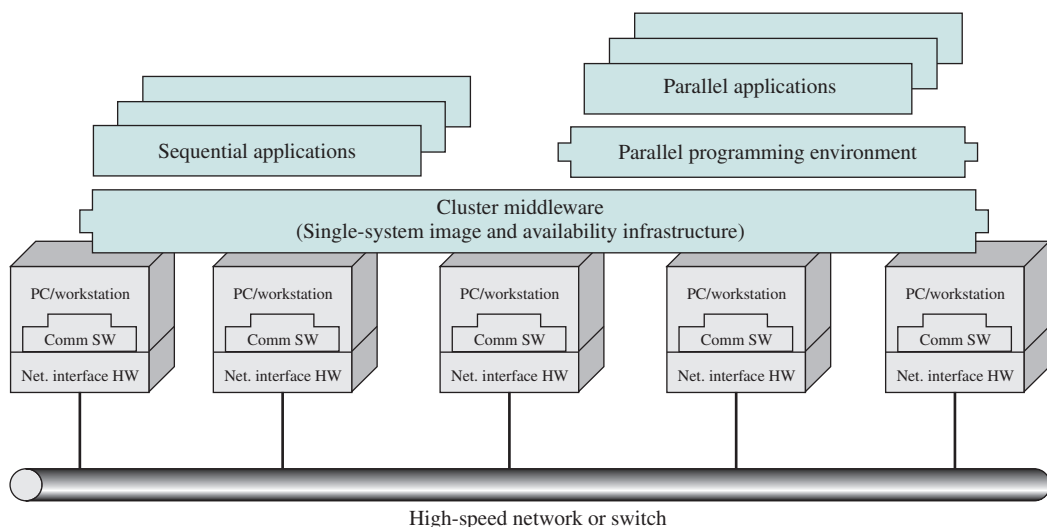 Parallel applications
Sequential applications
Parallel programming environment
Cluster middleware
(Single-system image and availability infrastructure)
PC/workstation
Comm SW
Net. interface HW
PC/workstation
Comm SW
Net. interface HW
PC/workstation
Comm SW
Net. interface HW
PC/workstation
Comm SW
Net. interface HW
PC/workstation
Comm SW
Net. interface HW
High-speed network or switch